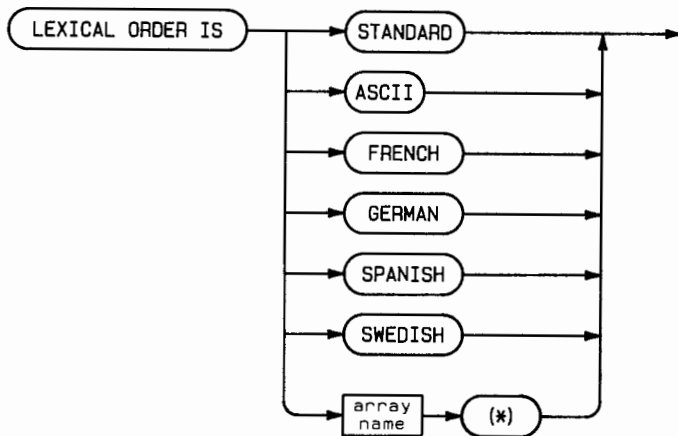 LEXICAL ORDER IS
STANDARD
ASCII
FRENCH
GERMAN
SPANISH
SWEDISH
array
name
(*)